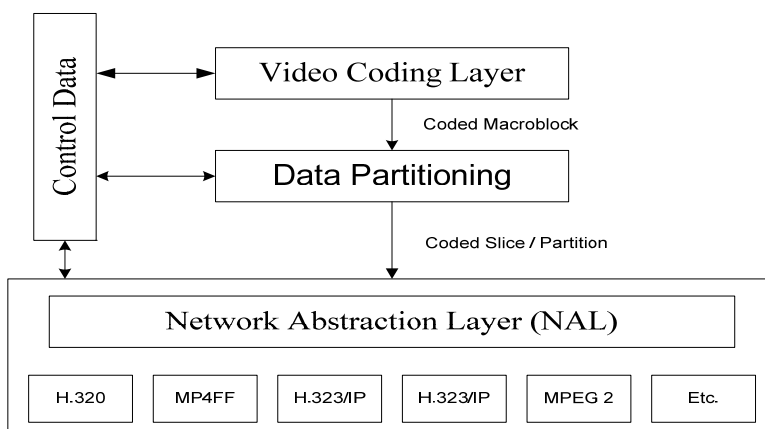 Control Data
Video Coding Layer
Coded Macroblock
Data Partitioning
Coded Slice / Partition
Network Abstraction Layer (NAL)
H.320
MP4FF
H.323/IP
H.323/IP
MPEG 2
Etc.